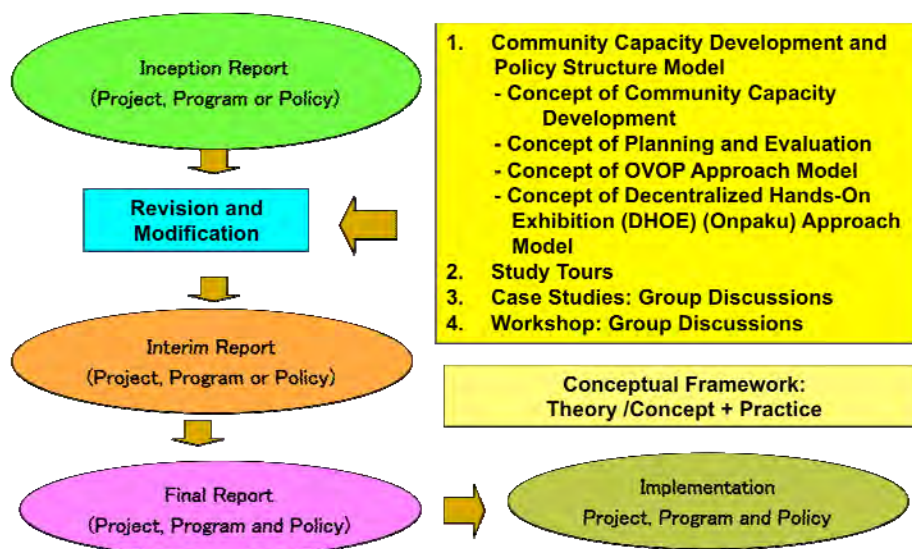 Inception Report
(Project, Program or Policy)
Revision and
Modification
Interim Report
(Project, Program or Policy)
Final Report
(Project, Program and Policy)
1. Community Capacity Development and
Policy Structure Model
- Concept of Community Capacity
Development
- Concept of Planning and Evaluation
- Concept of OVOP Approach Model
- Concept of Decentralized Hands-On
Exhibition (DHOE) (Onpaku) Approach
Model
2. Study Tours
3. Case Studies: Group Discussions
4. Workshop: Group Discussions
Conceptual Framework:
Theory /Concept + Practice
Implementation
Project, Program and Policy